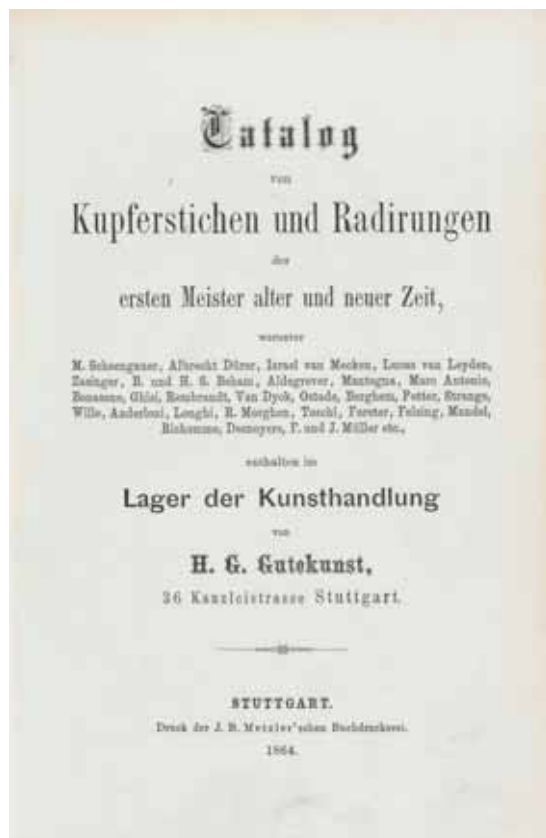 Catalog
von
Kupferstichen und Radirungen
der
ersten Meister alter und neuer Zeit,
worunter
M. Schoengauer, Albrecht Dürer, Israel van Mecken, Lucas van Leyden,
Zasinger, B. und H. S. Beham, Aldegrever, Mantegna, Marc Antonio,
Bonasone, Ghisi, Rembrandt, Van Dyck, Ostade, Berghem, Potter, Strange,
Wille, Anderloni, Longhi, R. Morghen, Toschi, Forster, Felsing, Mandel,
Richomme, Desnoyers, F. und J. Müller etc.,
enthalten im
Lager der Kunsthandlung
von
H. G. Gutekunst,
36 Kanzleistrasse Stuttgart.
STUTTGART.
Druck der J. B. Metzler'schen Buchdruckerei.
1864.